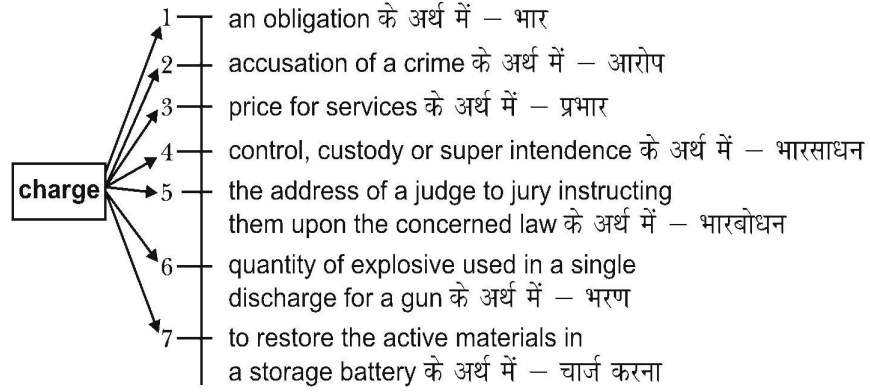 1 an obligation के अर्थ में – भार
2 accusation of a crime के अर्थ में – आरोप
3 price for services के अर्थ में – प्रभार
4 control, custody or super intendence के अर्थ में – भारसाधन
charge 5 the address of a judge to jury instructing
them upon the concerned law के अर्थ में – भारबोधन
6 quantity of explosive used in a single
discharge for a gun के अर्थ में – भरण
7 to restore the active materials in
a storage battery के अर्थ में – चार्ज करना